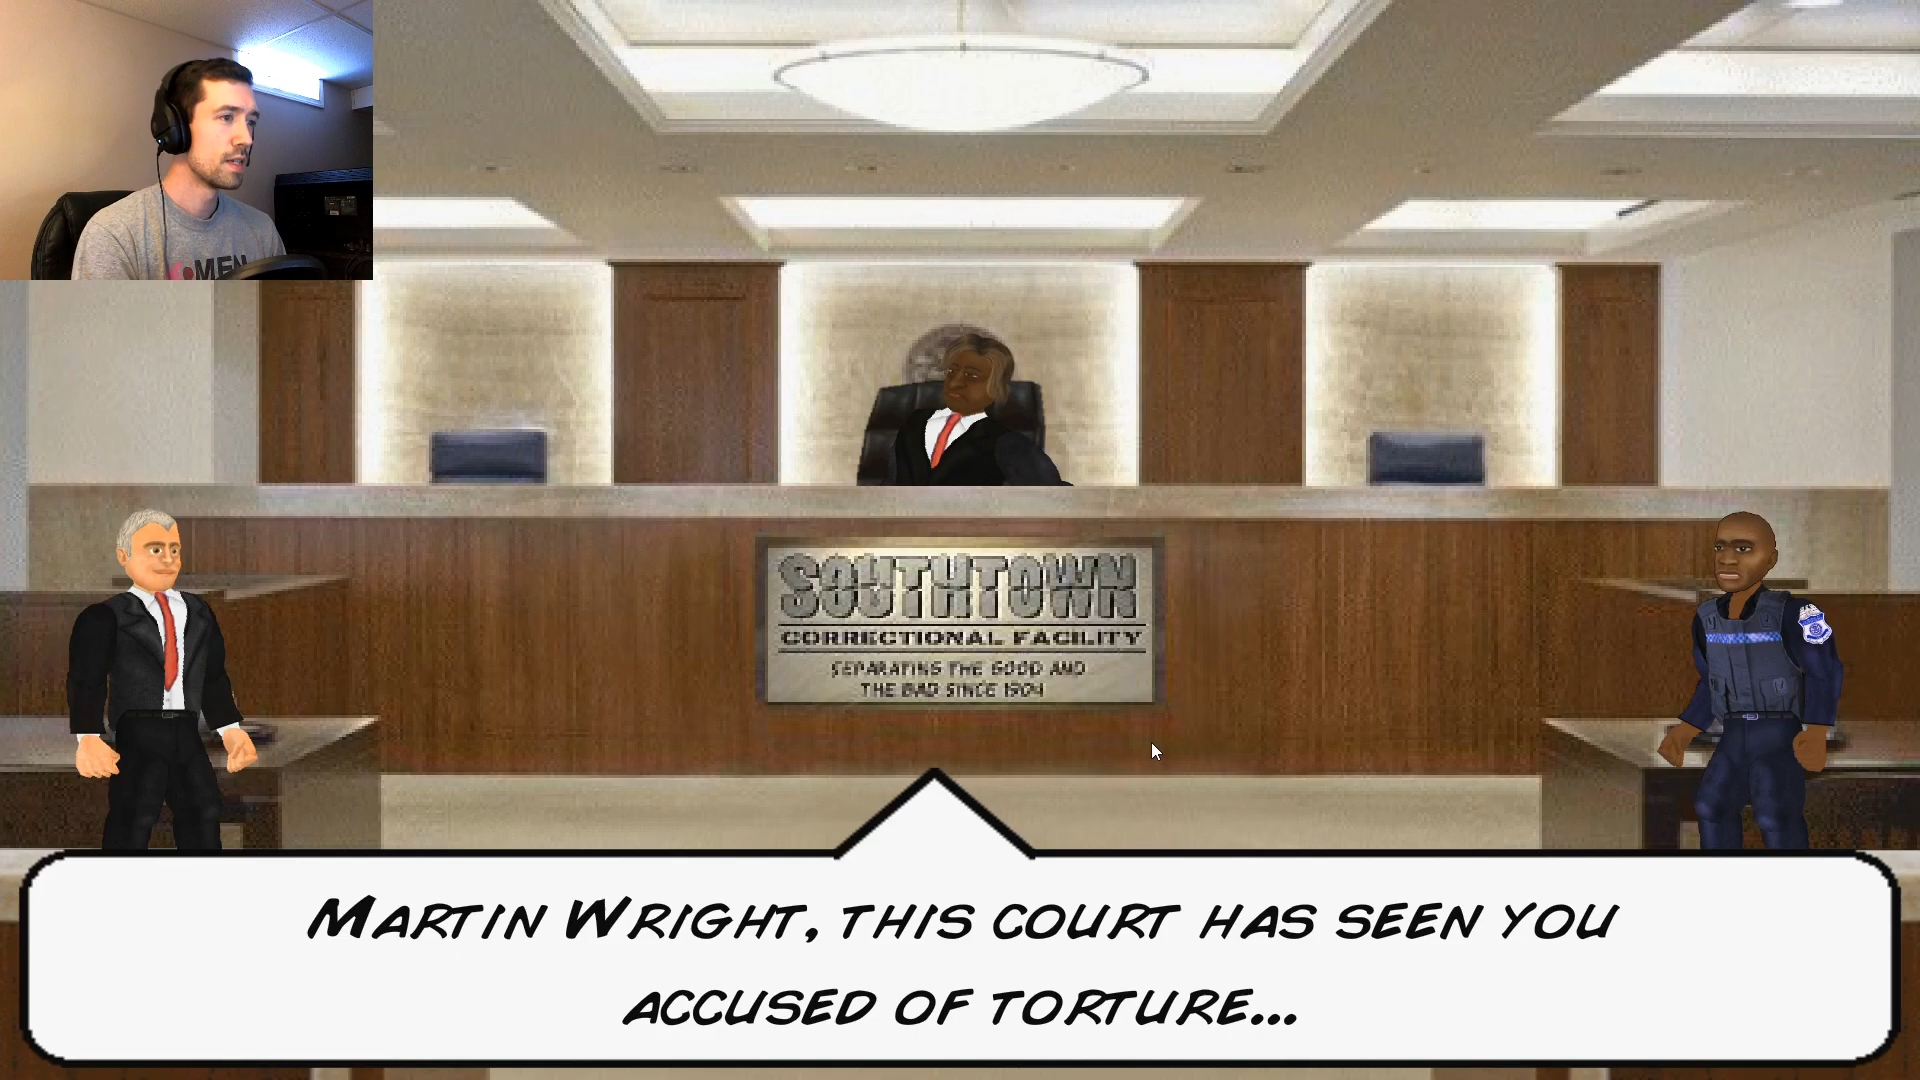 MEN
SOUTHTOWN
CORRECTIONAL FACILITY
SEPARATING THE GOOD AND
THE BAD SINCE 1904
MARTIN WRIGHT, THIS COURT HAS SEEN YOU
ACCUSED OF TORTURE...